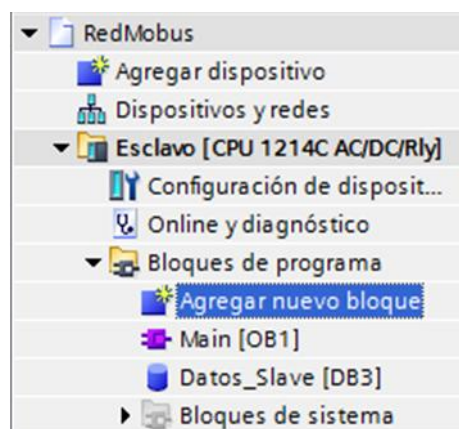 RedMobus
Agregar dispositivo
Dispositivos y redes
Esclavo [CPU 1214C AC/DC/Rly]
Configuración de disposit...
Online y diagnóstico
Bloques de programa
Agregar nuevo bloque
Main [OB1]
Datos_Slave [DB3]
Bloques de sistema